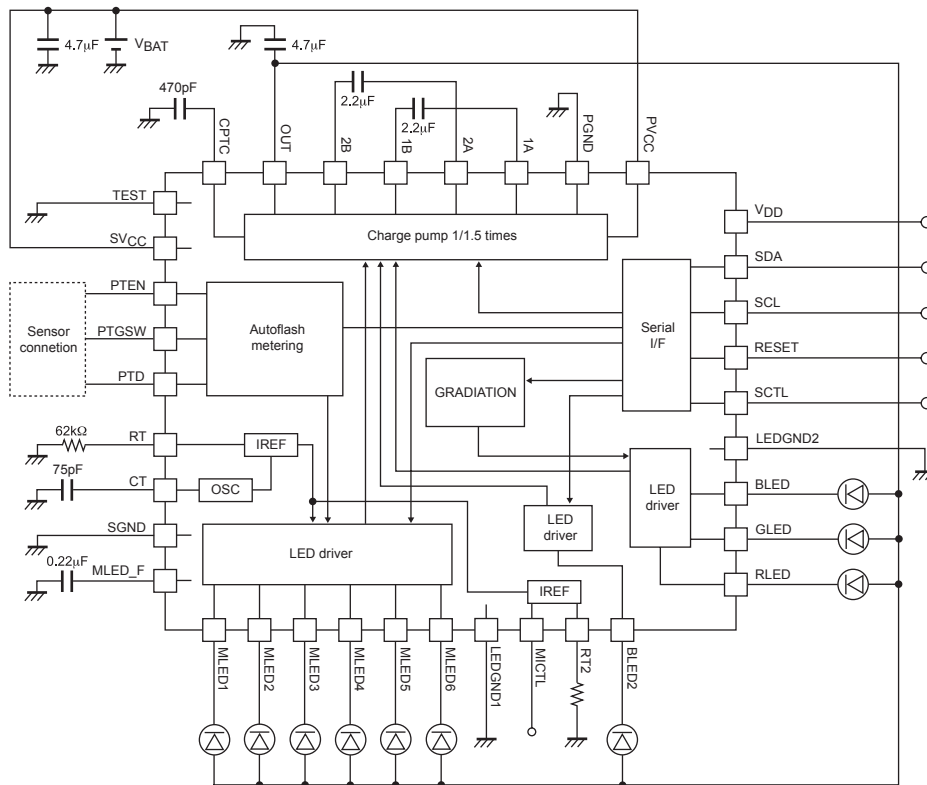 4.7µF
VBAT
4.7µF
470pF
2.2µF
2.2µF
CPTC
OUT
2B
1B
2A
1A
PGND
PVCC
TEST
SVCC
PTEN
PTGSW
PTD
Sensor
connetion
Charge pump 1/1.5 times
Autoflash
metering
Serial
I/F
GRADIATION
VDD
SDA
SCL
RESET
SCTL
LEDGND2
BLED
GLED
RLED
62kΩ
RT
IREF
75pF
CT
OSC
SGND
0.22µF
MLED_F
LED driver
LED
driver
LED
driver
IREF
MLED1
MLED2
MLED3
MLED4
MLED5
MLED6
LEDGND1
MICTL
RT2
BLED2